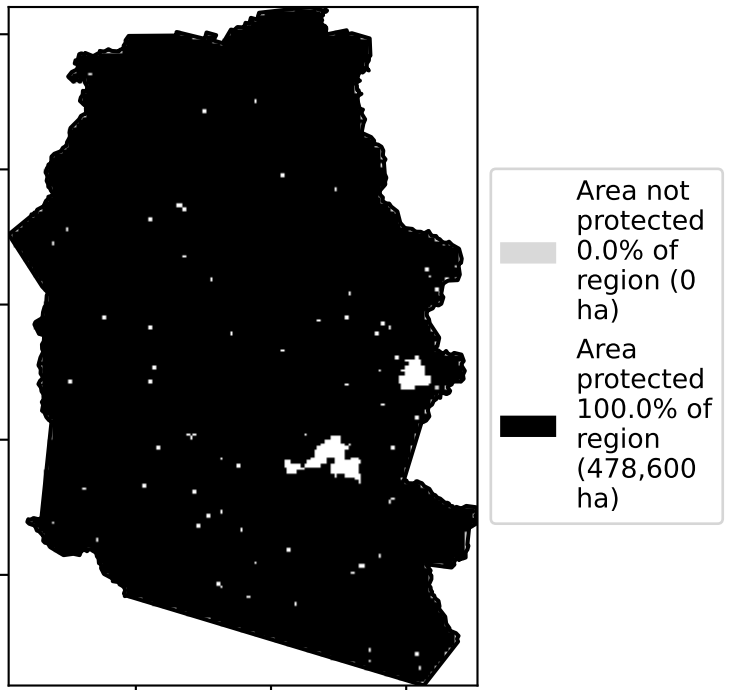 Area not
protected
0.0% of
region (0
ha)
Area
protected
100.0% of
region
(478,600
ha)